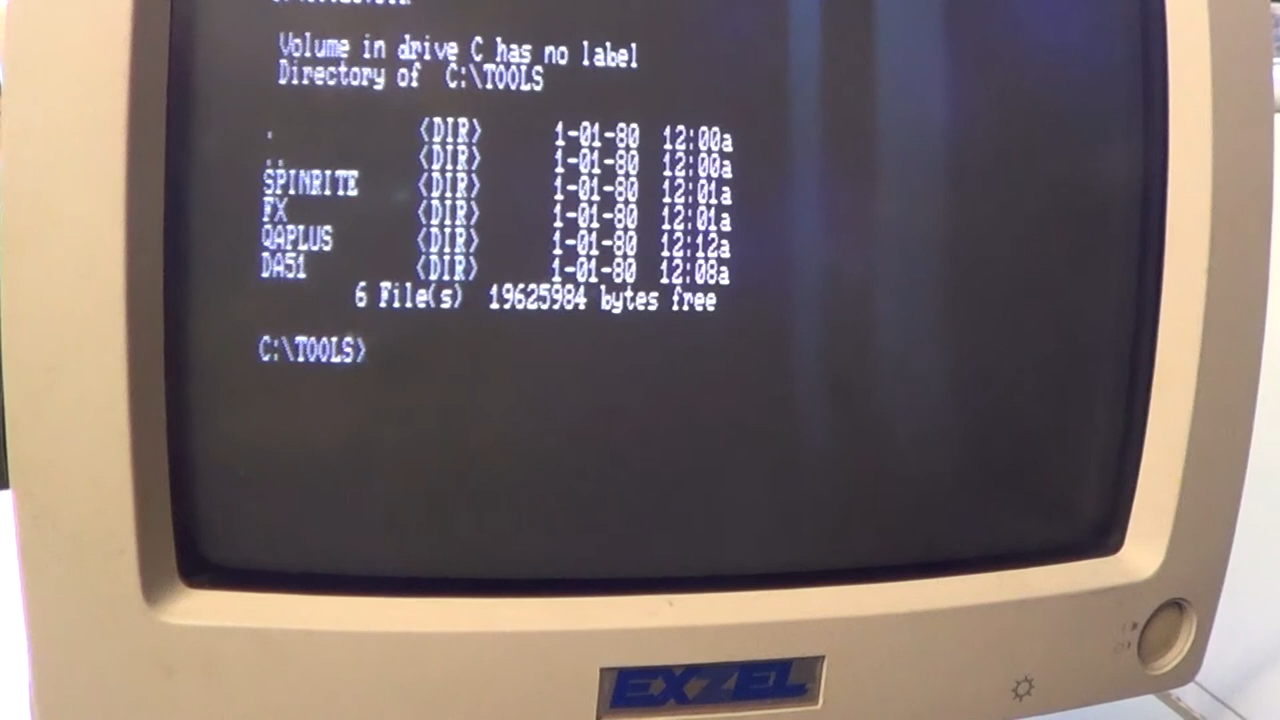 Volume in drive C has no label
Directory of C:\TOOLS
. <DIR> 1-01-80 12:00a
.. <DIR> 1-01-80 12:00a
SPINRITE <DIR> 1-01-80 12:01a
FX <DIR> 1-01-80 12:01a
QAPLUS <DIR> 1-01-80 12:12a
DA51 <DIR> 1-01-80 12:08a
6 File(s) 19625984 bytes free
C:\TOOLS>
EXZEL